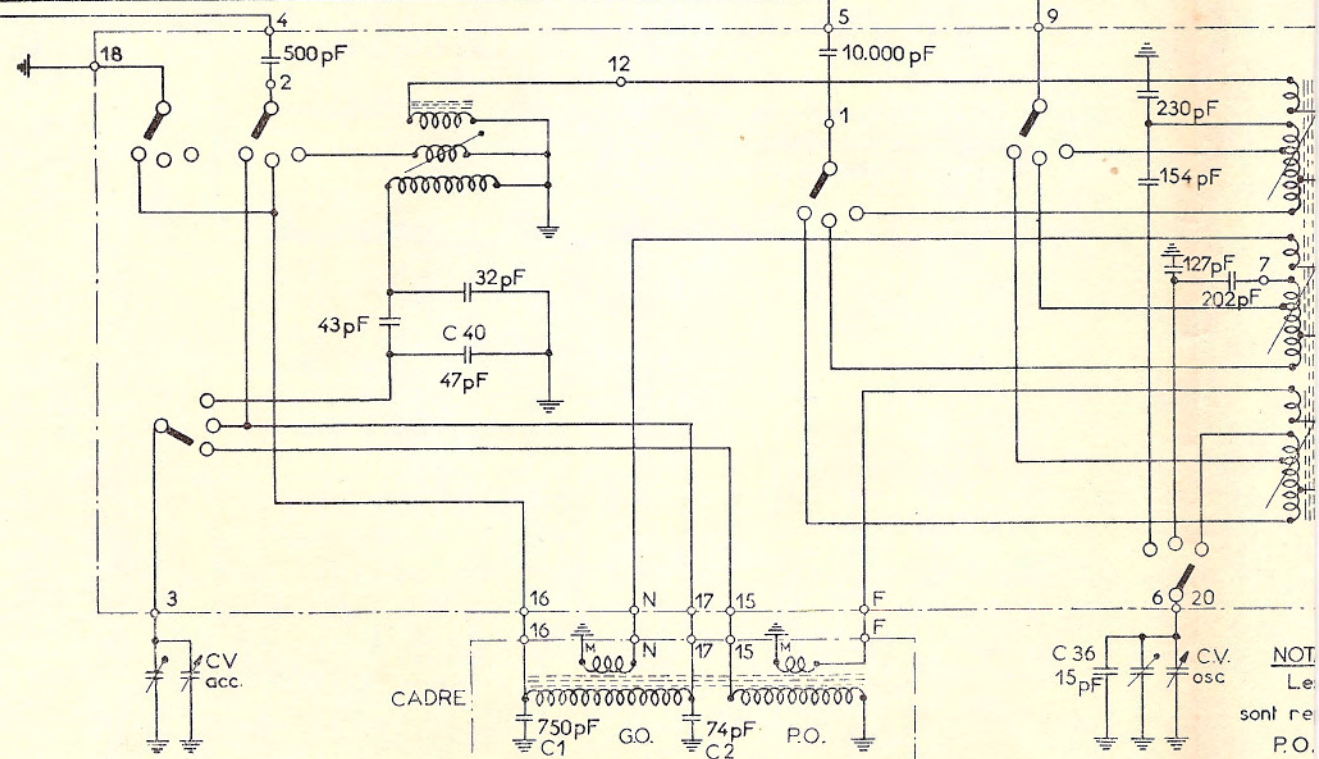 4
5
9
18
500 pF
10.000 pF
2
12
230pF
1
154 pF
32pF
127pF
7
43pF
202pF
C 40
47pF
3
16
N
17
15
F
6
20
16
M
N
17
15
M
F
CV
acc.
C 36
15pF
C.V.
osc
NOT
Le
CADRE
sont re
750pF
C1
G.O.
74pF
C2
P.O.
P.O.